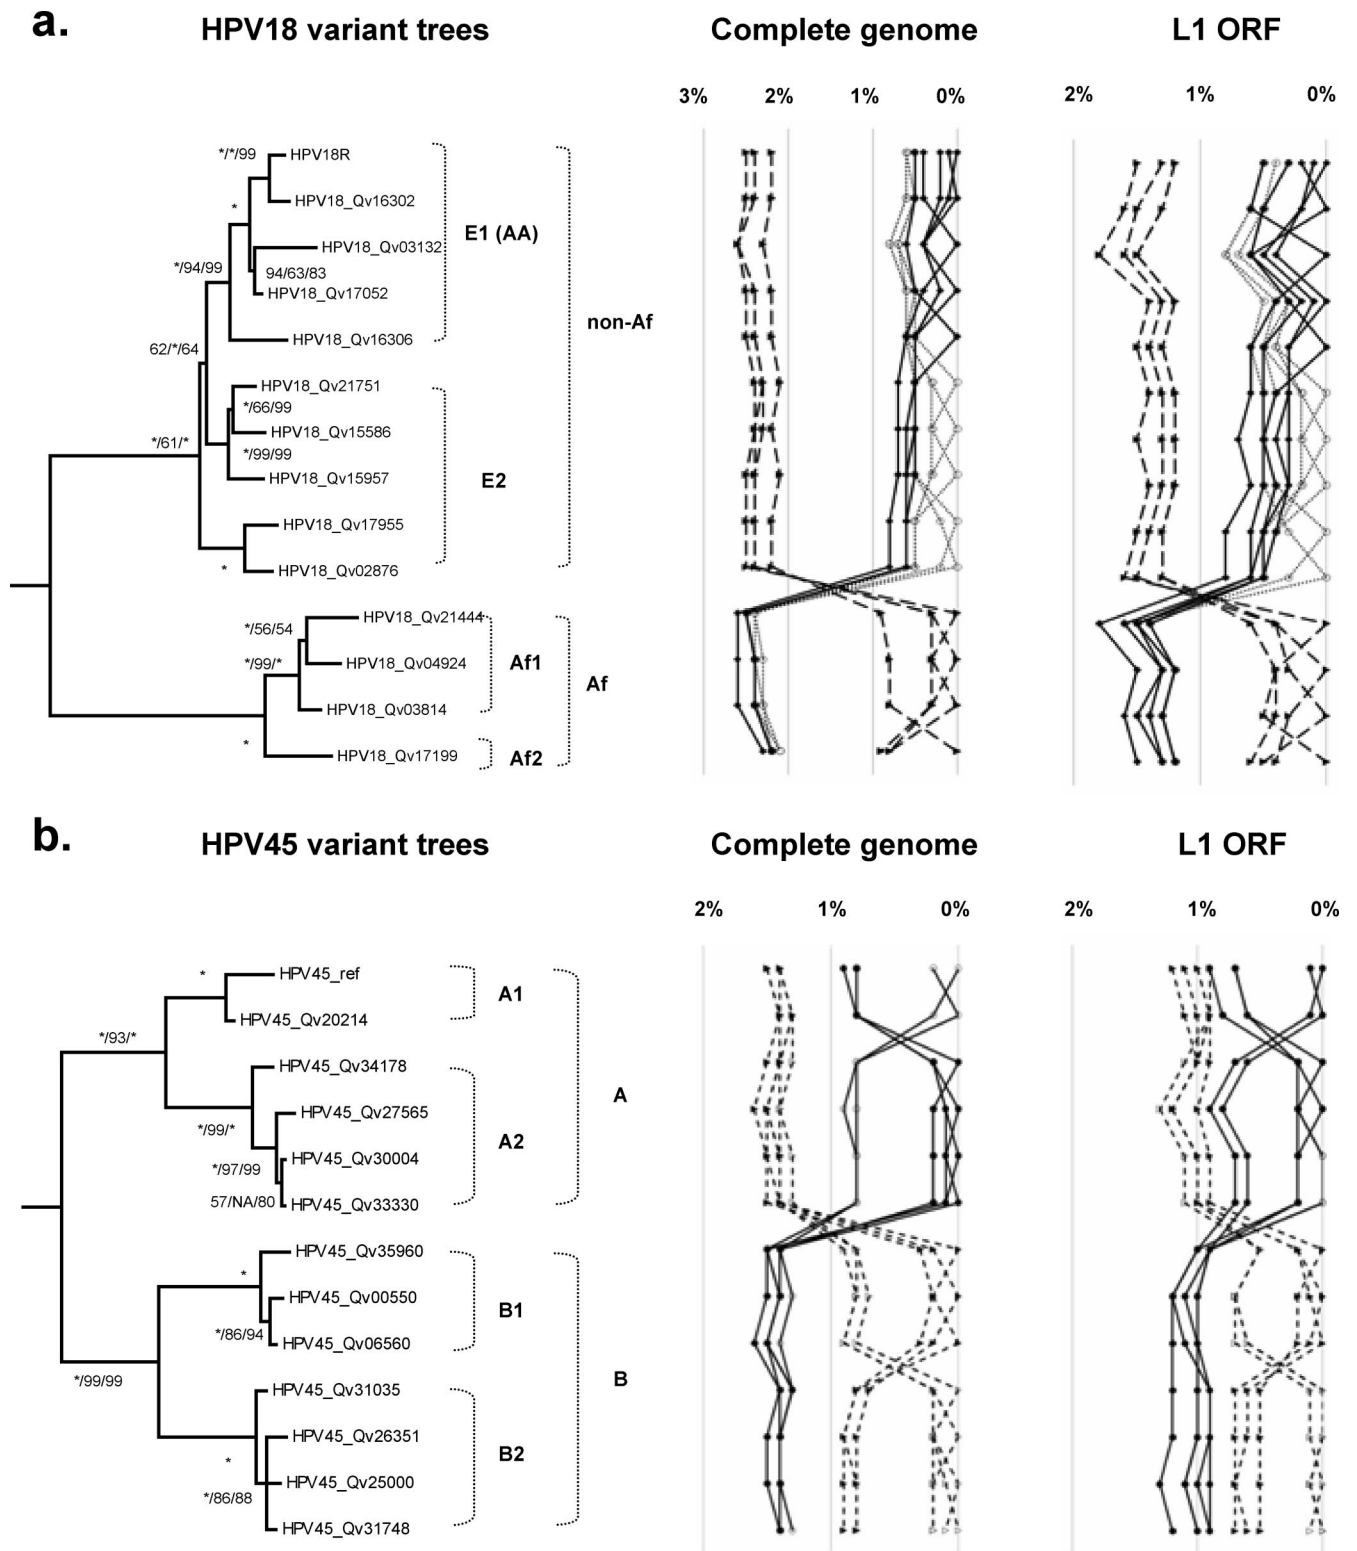 a.
HPV18 variant trees
Complete genome
L1 ORF
3% 2% 1% 0%
2% 1% 0%
*/*/99
HPV18R
HPV18_Qv16302
*
E1 (AA)
HPV18_Qv03132
*/94/99
94/63/83
HPV18_Qv17052
non-Af
HPV18_Qv16306
62/*/64
HPV18_Qv21751
*/66/99
HPV18_Qv15586
*/61/*
*/99/99
HPV18_Qv15957
E2
HPV18_Qv17955
*
HPV18_Qv02876
HPV18_Qv21444
*/56/54
*/99/*
HPV18_Qv04924
Af1
Af
HPV18_Qv03814
*
HPV18_Qv17199
Af2
b.
HPV45 variant trees
Complete genome
L1 ORF
2% 1% 0%
2% 1% 0%
*
HPV45_ref
A1
HPV45_Qv20214
*/93/*
HPV45_Qv34178
A
HPV45_Qv27565
*/99/*
A2
HPV45_Qv30004
*/97/99
57/NA/80
HPV45_Qv33330
HPV45_Qv35960
*
HPV45_Qv00550
B1
*/86/94
HPV45_Qv06560
*/99/99
B
HPV45_Qv31035
HPV45_Qv26351
*
B2
HPV45_Qv25000
*/86/88
HPV45_Qv31748